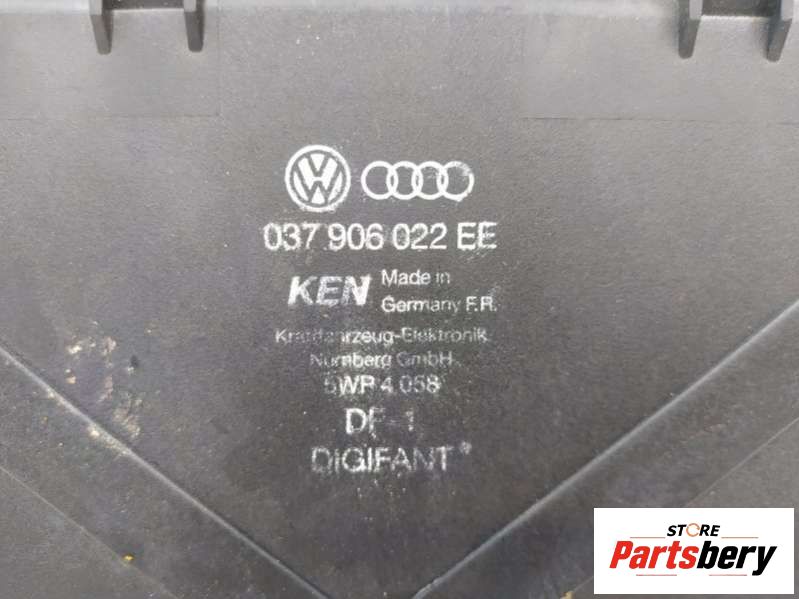 VW
037 906 022 EE
KEN Made in
Germany F.R.
Kraftfahrzeug-Elektronik
Nürnberg GmbH
5WP 4 058
DF-1
DIGIFANT®
STORE
Partsbery